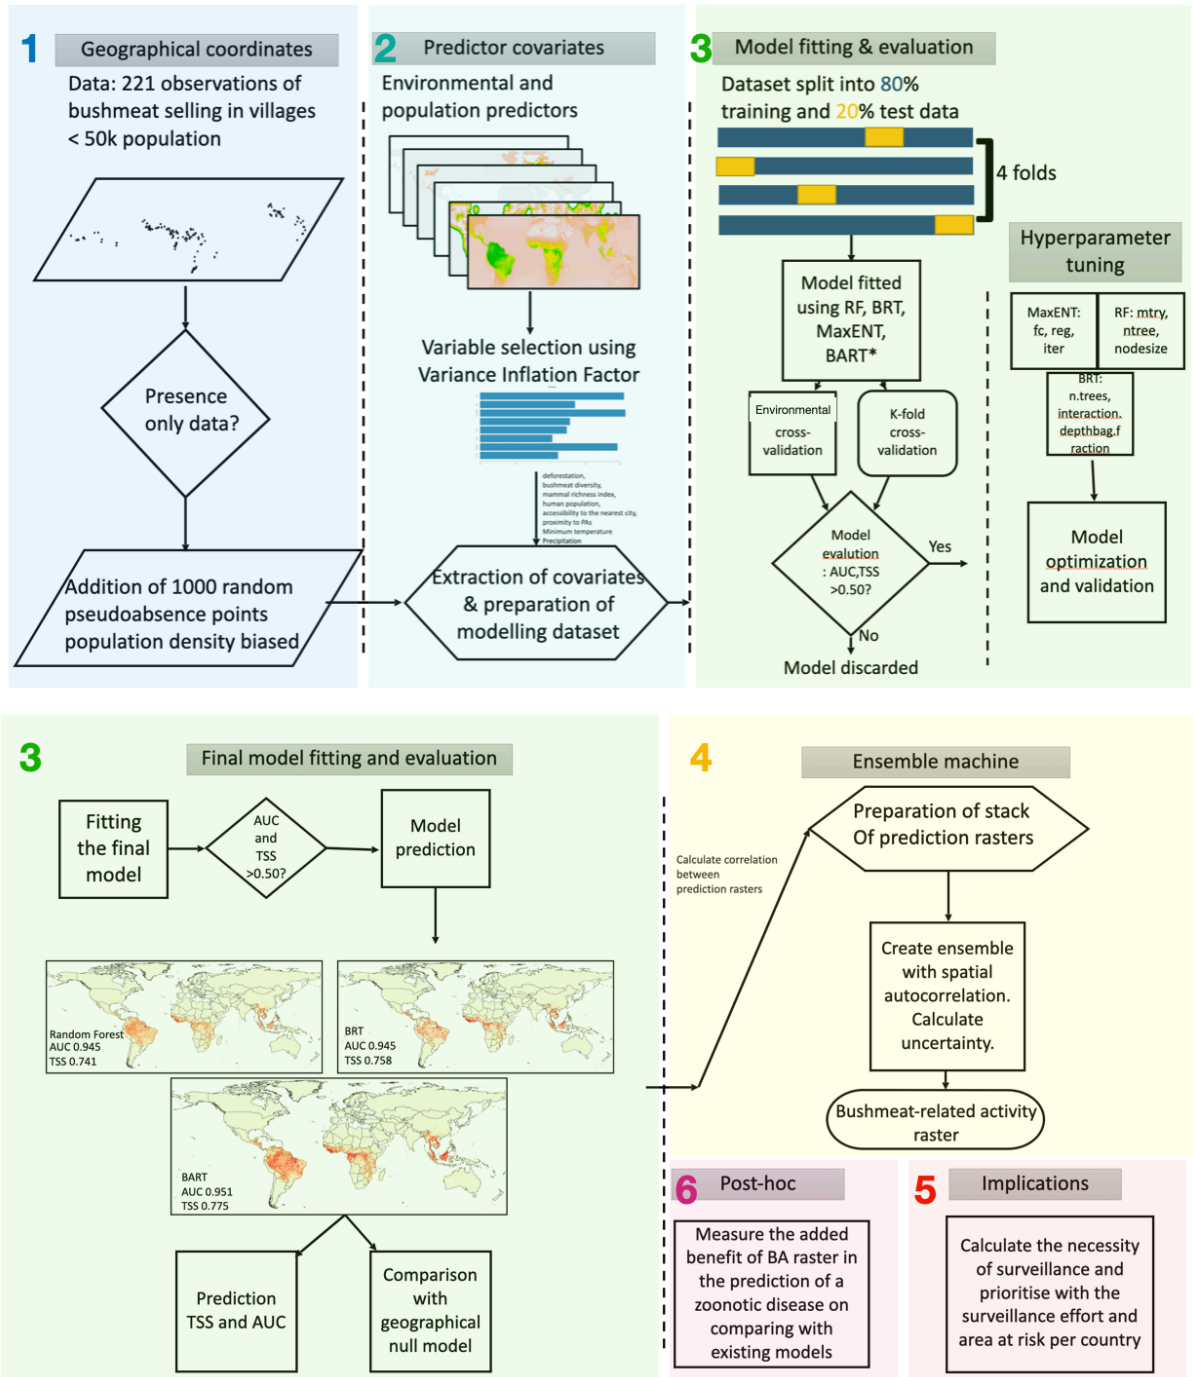 1
Geographical coordinates
Data: 221 observations of
bushmeat selling in villages
< 50k population
Presence
only data?
Addition of 1000 random
pseudoabsence points
population density biased
2
Predictor covariates
Environmental and
population predictors
Variable selection using
Variance Inflation Factor
deforestation,
bushmeat diversity,
mammal richness index,
human population,
accessibility to the nearest city,
proximity to PAs
Minimum temperature
Precipitation
Extraction of covariates
& preparation of
modelling dataset
3
Model fitting & evaluation
Dataset split into 80%
training and 20% test data
4 folds
Model fitted
using RF, BRT,
MaxENT,
BART*
Environmental
cross-
validation
K-fold
cross-
validation
Model
evalution
: AUC,TSS
>0.50?
Yes
No
Model discarded
Hyperparameter
tuning
MaxENT:
fc, reg,
iter
RF: mtry,
ntree,
nodesize
BRT:
n.trees,
interaction.
depthbag.f
raction
Model
optimization
and validation
3
Final model fitting and evaluation
Fitting
the final
model
AUC
and
TSS
>0.50?
Model
prediction
Random Forest
AUC 0.945
TSS 0.741
BRT
AUC 0.945
TSS 0.758
BART
AUC 0.951
TSS 0.775
Prediction
TSS and AUC
Comparison
with
geographical
null model
4
Ensemble machine
Calculate correlation
between
prediction rasters
Preparation of stack
Of prediction rasters
Create ensemble
with spatial
autocorrelation.
Calculate
uncertainty.
Bushmeat-related activity
raster
6
Post-hoc
Measure the added
benefit of BA raster in
the prediction of a
zoonotic disease on
comparing with
existing models
5
Implications
Calculate the necessity
of surveillance and
prioritise with the
surveillance effort and
area at risk per country